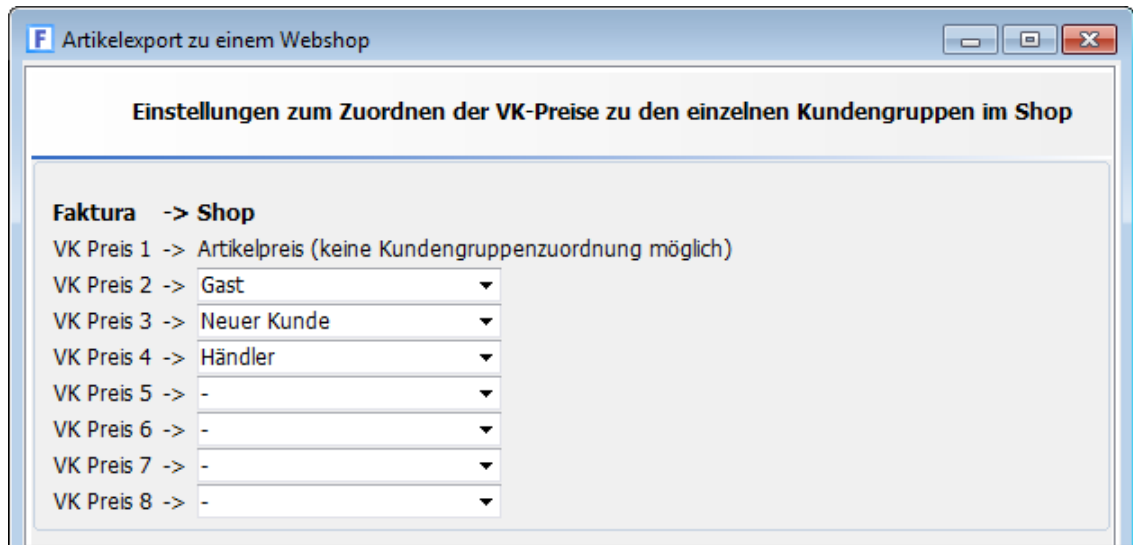 F Artikelexport zu einem Webshop
Einstellungen zum Zuordnen der VK-Preise zu den einzelnen Kundengruppen im Shop
Faktura -> Shop
VK Preis 1 -> Artikelpreis (keine Kundengruppenzuordnung möglich)
VK Preis 2 -> Gast
VK Preis 3 -> Neuer Kunde
VK Preis 4 -> Händler
VK Preis 5 -> -
VK Preis 6 -> -
VK Preis 7 -> -
VK Preis 8 -> -